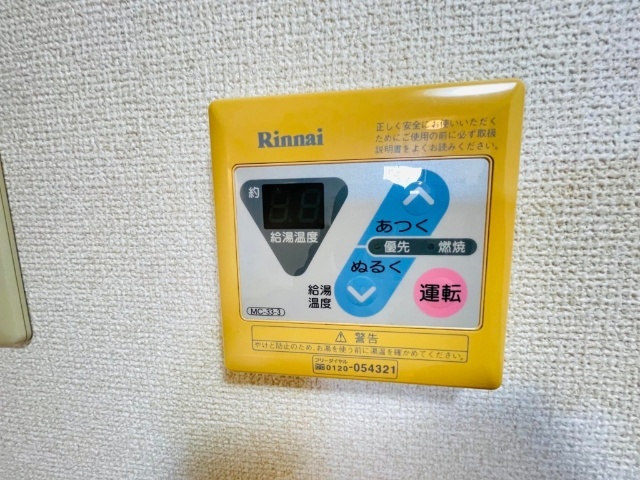 Rinnai
正しく安全にお使いいただく
ためにご使用の前に必ず取扱
説明書をよくお読みください。
約
給湯温度
あつく
優先 燃焼
ぬるく
給湯
温度
運転
MC-33-3
⚠警告
やけど防止のため、お湯を使う前に湯温を確かめてください。
フリーダイヤル
0120-054321